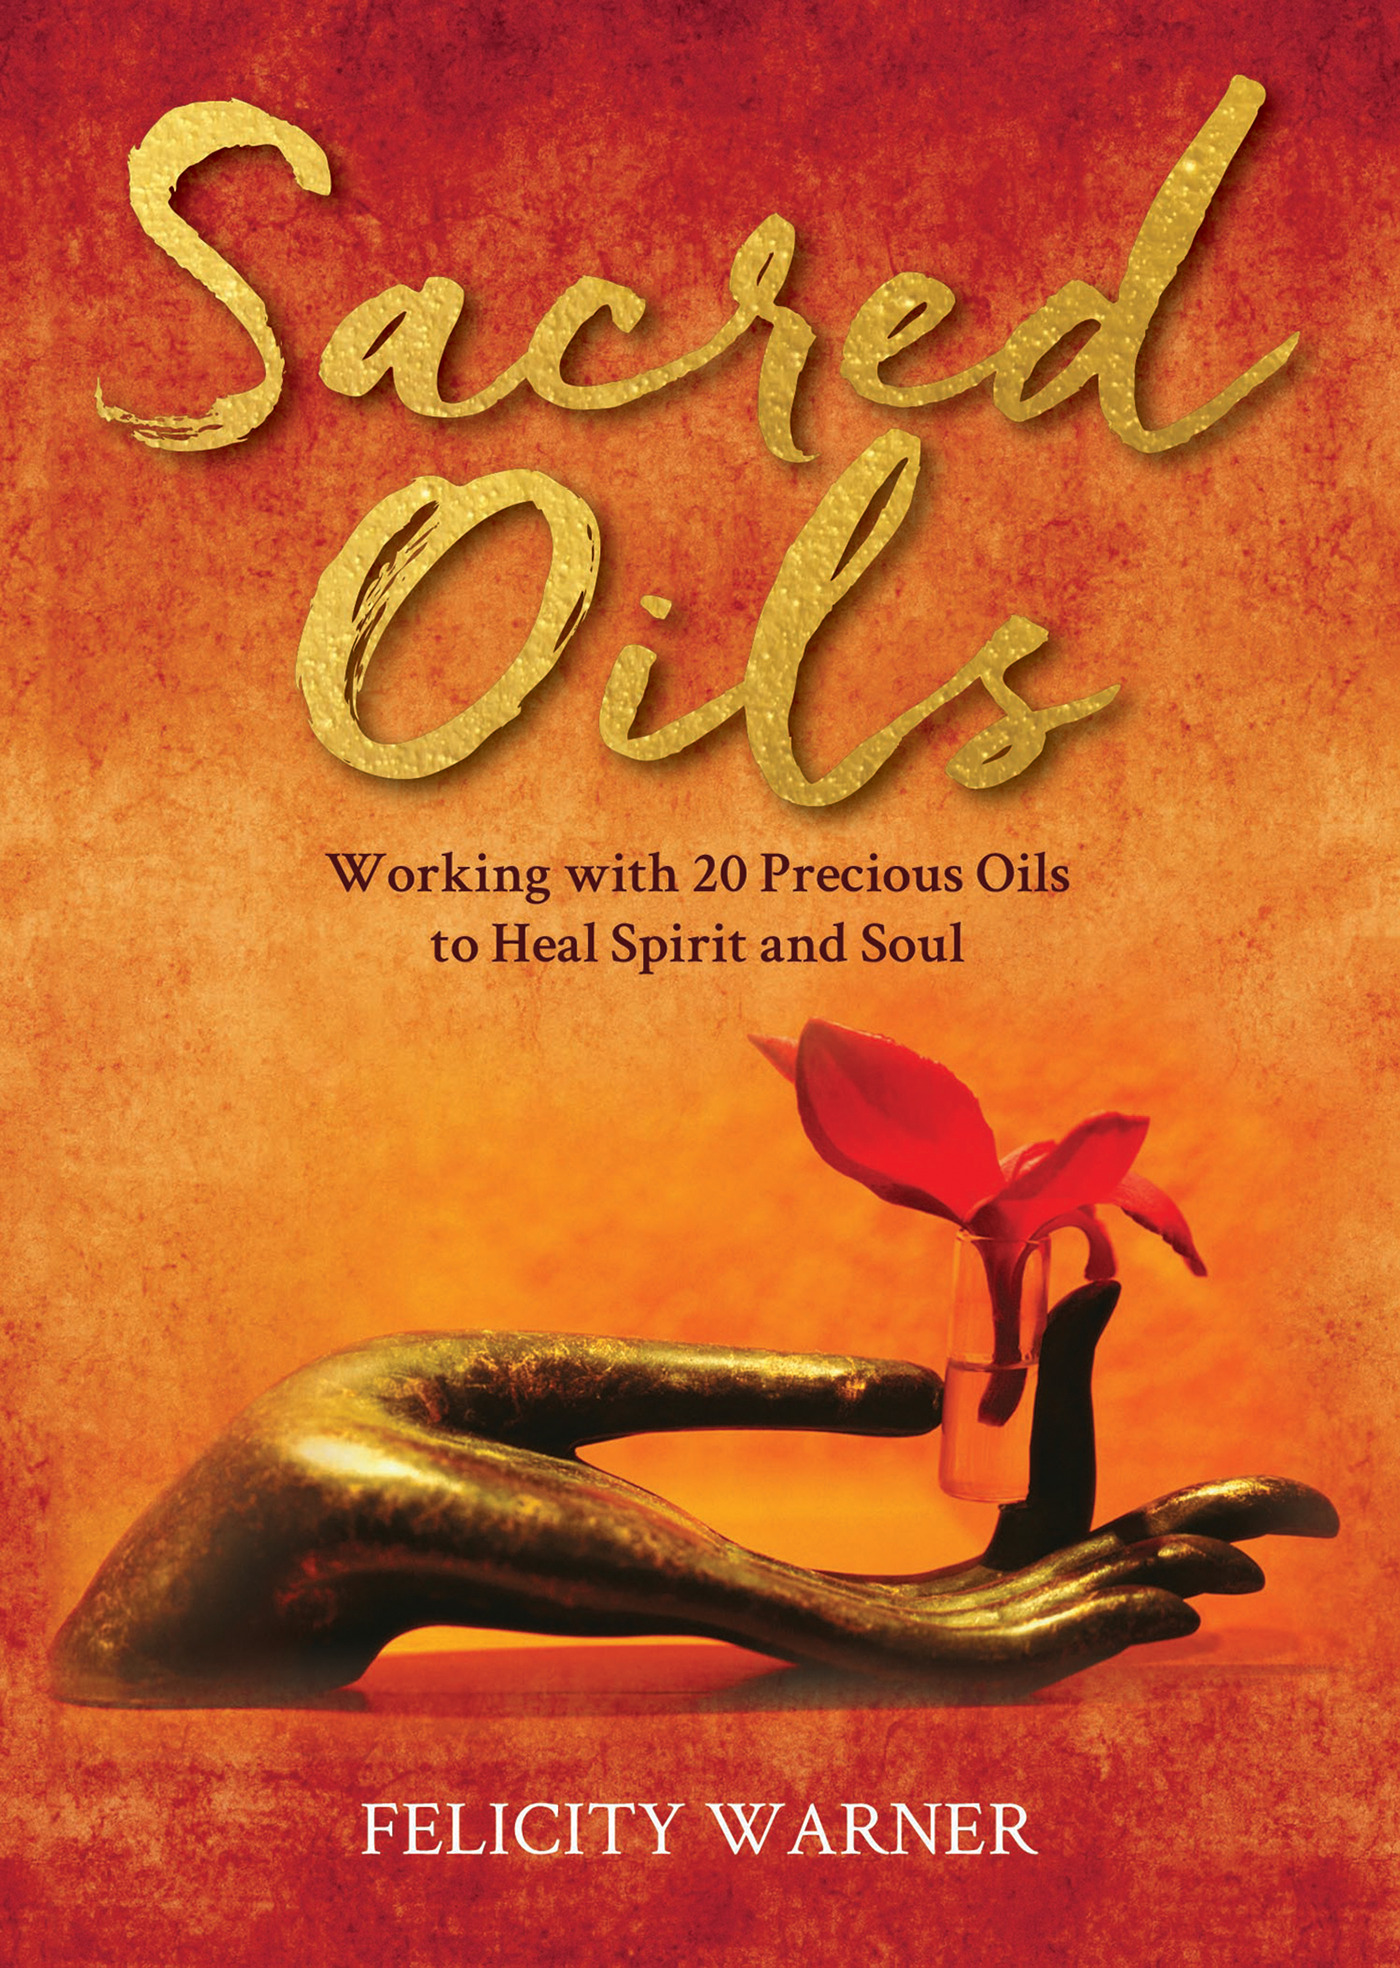 Sacred
Oils
Working with 20 Precious Oils
to Heal Spirit and Soul
FELICITY WARNER